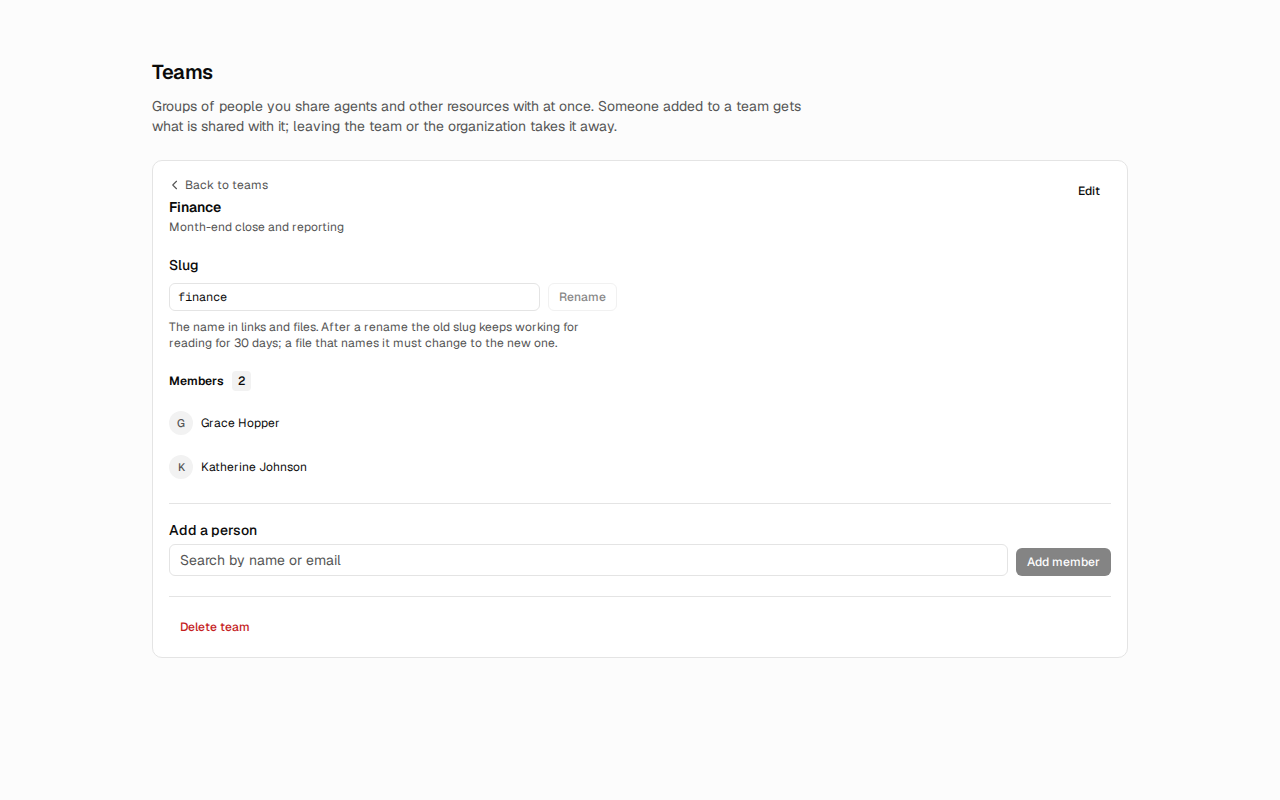 Teams
Groups of people you share agents and other resources with at once. Someone added to a team gets
what is shared with it; leaving the team or the organization takes it away.
Back to teams
Edit
Finance
Month-end close and reporting
Slug
finance
Rename
The name in links and files. After a rename the old slug keeps working for
reading for 30 days; a file that names it must change to the new one.
Members 2
G Grace Hopper
K Katherine Johnson
Add a person
Search by name or email
Add member
Delete team